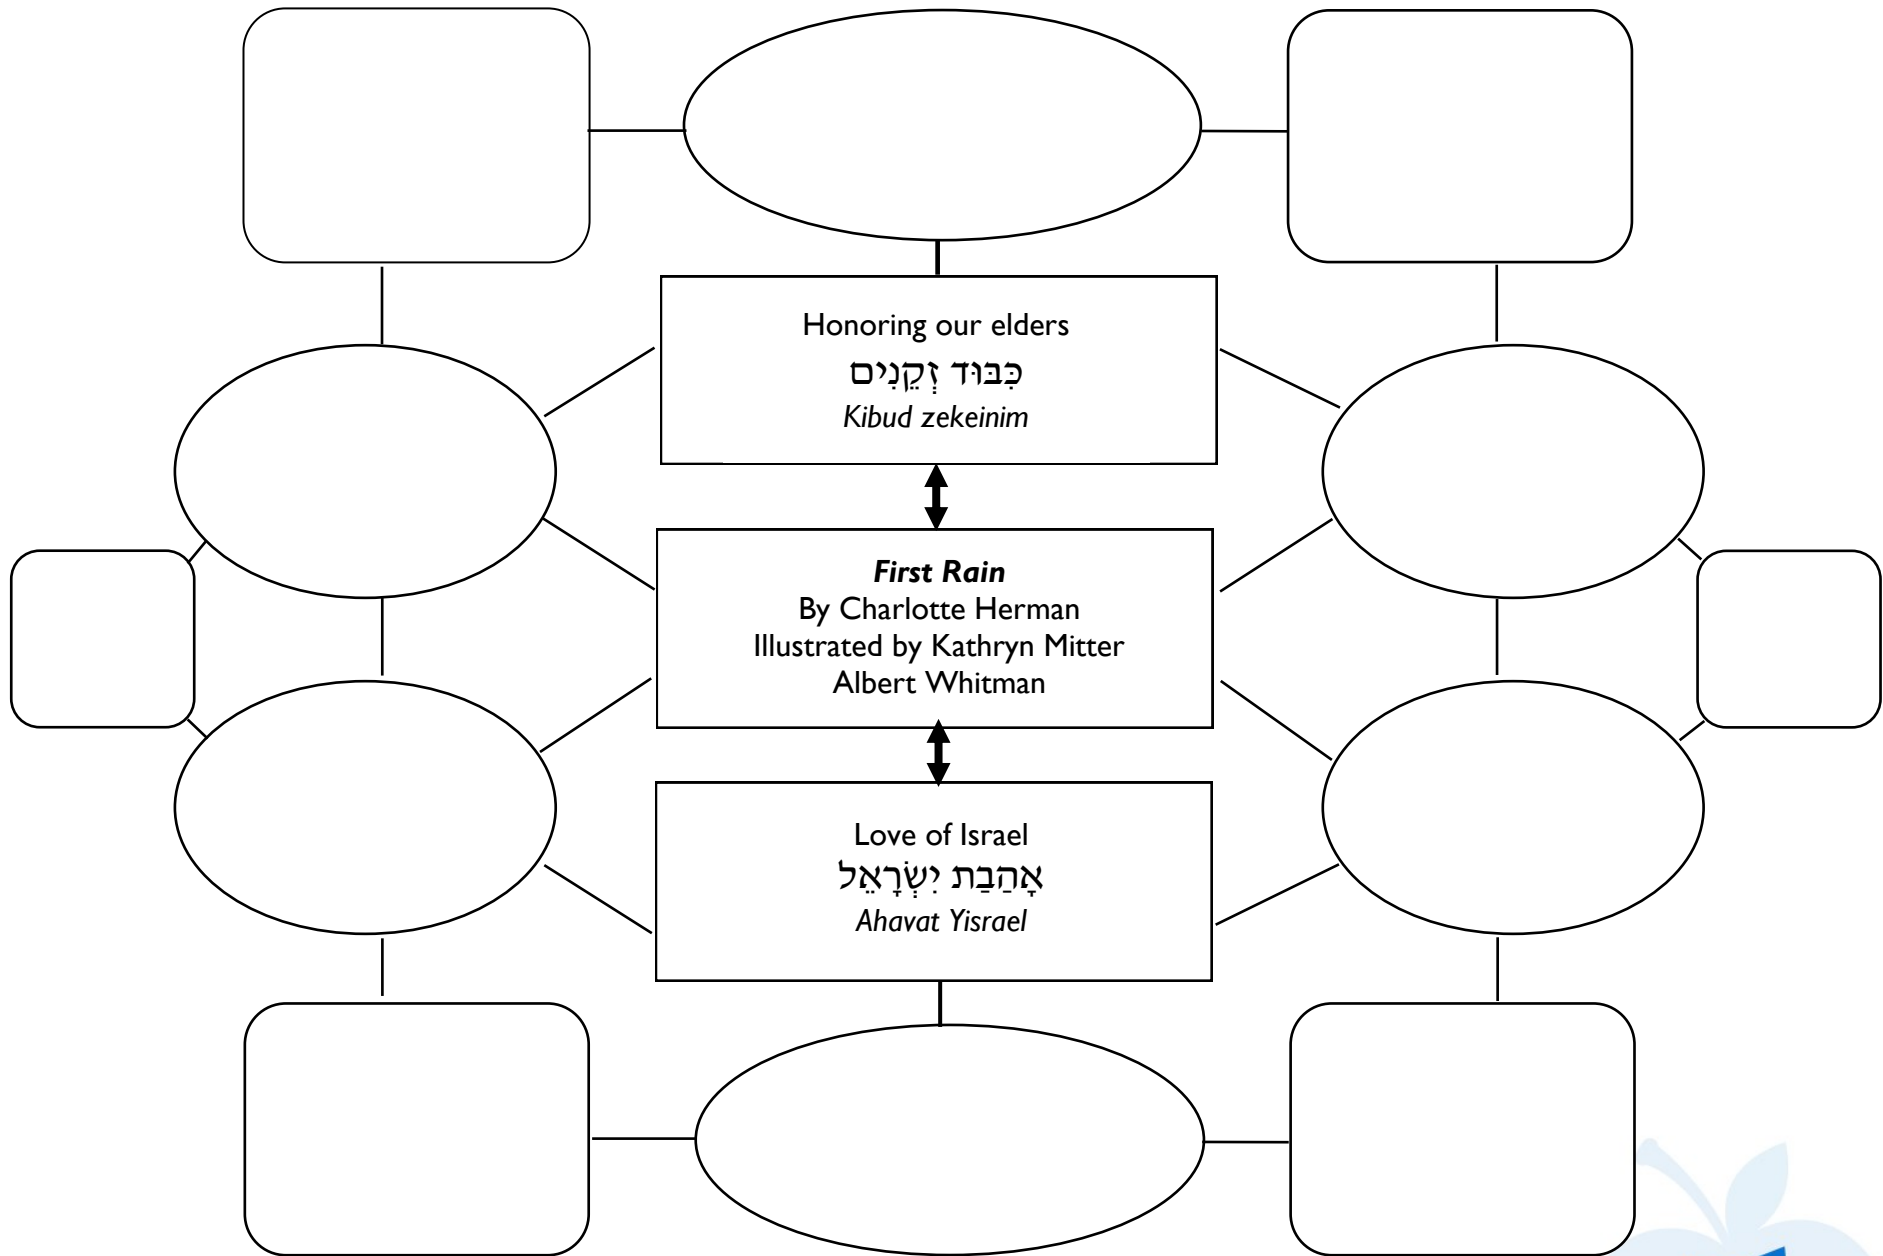 Honoring our elders
כִּבּוּד זְקֵנִים
Kibud zekeinim
First Rain
By Charlotte Herman
Illustrated by Kathryn Mitter
Albert Whitman
Love of Israel
אָהֲבַת יִשְׂרָאֵל
Ahavat Yisrael